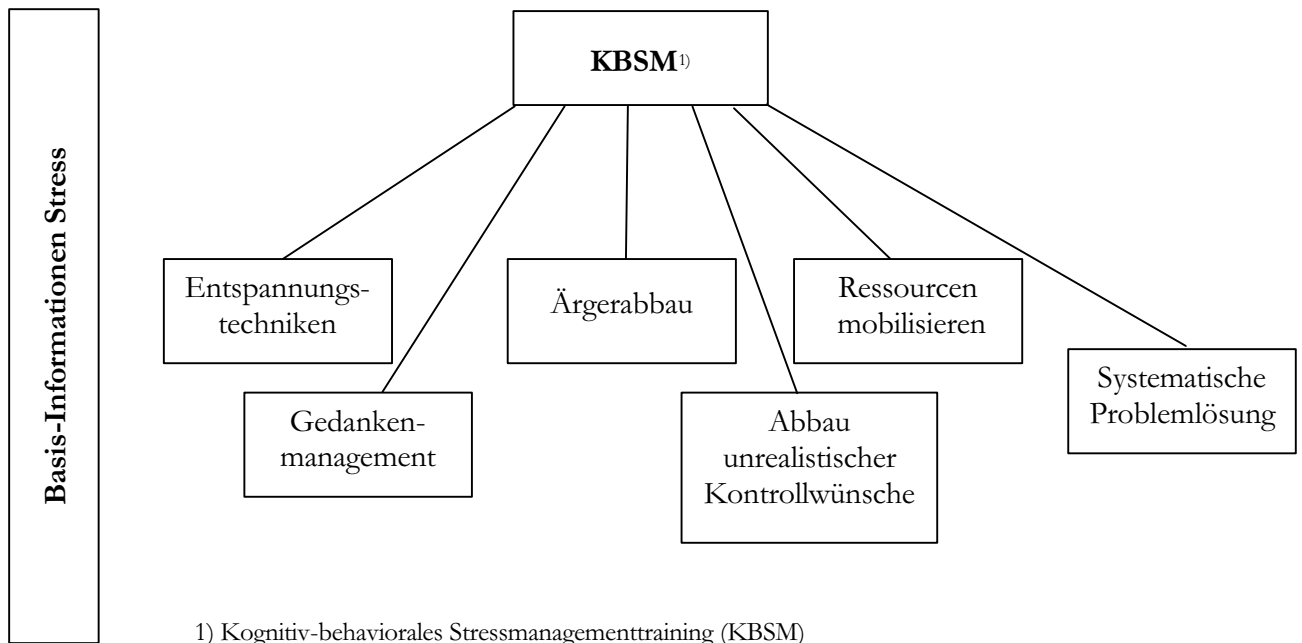 Basis-Informationen Stress
KBSM1)
Entspannungs-
techniken
Ärgerabbau
Ressourcen
mobilisieren
Systematische
Problemlösung
Gedanken-
management
Abbau
unrealistischer
Kontrollwünsche
1) Kognitiv-behaviorales Stressmanagementtraining (KBSM)